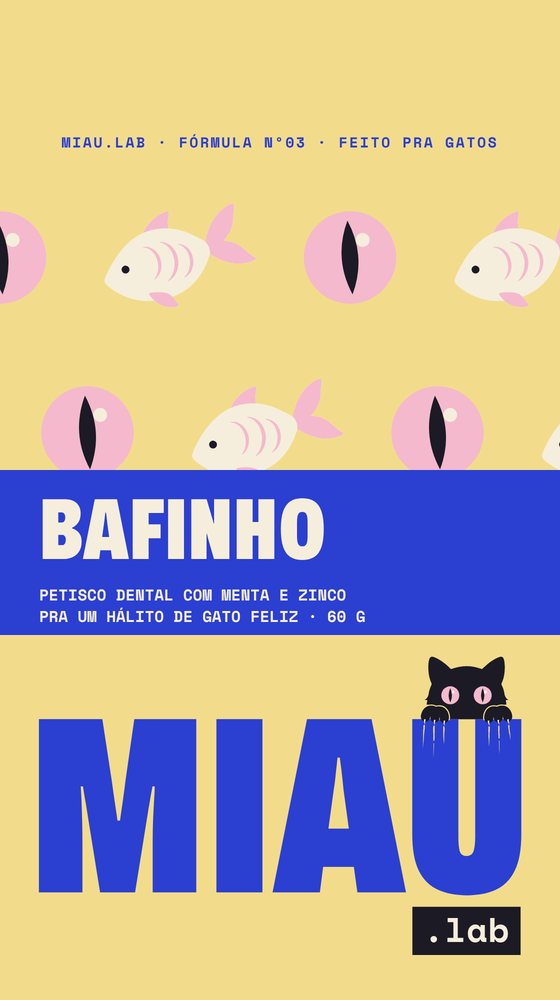 MIAU.LAB · FÓRMULA Nº03 · FEITO PRA GATOS
BAFINHO
PETISCO DENTAL COM MENTA E ZINCO
PRA UM HÁLITO DE GATO FELIZ · 60 G
MIAU
.lab